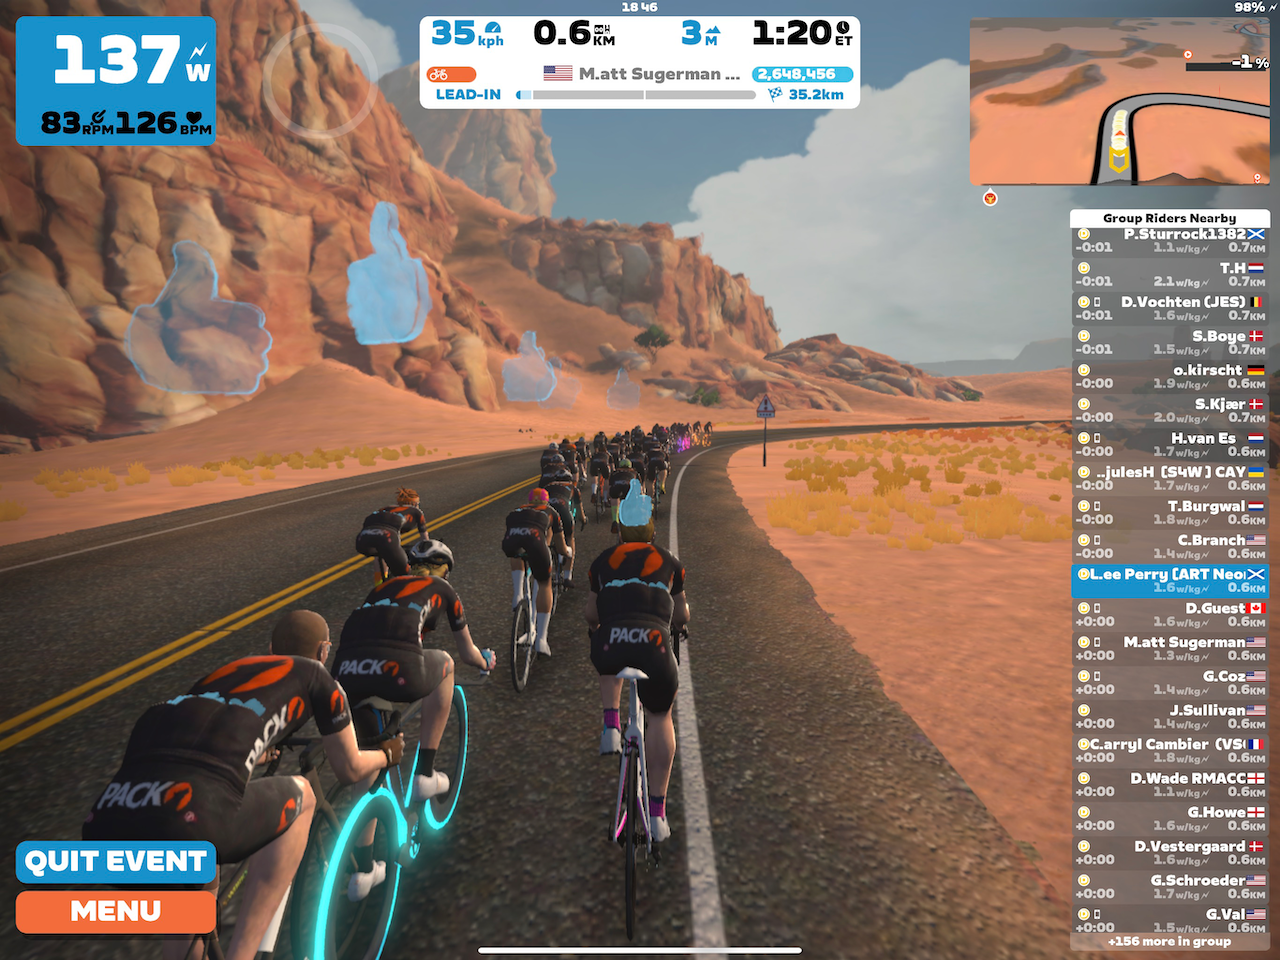 18 46
98%
137 W
83 RPM 126 BPM
35 kph 0.6 KM 3 M 1:20 ET
M.att Sugerman ... 2,648,456
LEAD-IN 35.2km
-1 %
Group Riders Nearby
P.Sturrock1382
-0:01 1.1w/kg 0.7KM
T.H
-0:01 2.1w/kg 0.7KM
D.Vochten (JES)
-0:01 1.6w/kg 0.7KM
S.Boye
-0:01 1.5w/kg 0.7KM
o.kirscht
-0:00 1.9w/kg 0.6KM
S.Kjær
-0:00 2.0w/kg 0.7KM
H.van Es
-0:00 1.7w/kg 0.6KM
..julesH [S4W] CAY
-0:00 1.7w/kg 0.6KM
T.Burgwal
-0:00 1.8w/kg 0.6KM
C.Branch
-0:00 1.4w/kg 0.6KM
L.ee Perry [ART Neo
1.6w/kg 0.6KM
D.Guest
+0:00 1.6w/kg 0.6KM
M.att Sugerman
+0:00 1.3w/kg 0.6KM
G.Coz
+0:00 1.4w/kg 0.6KM
J.Sullivan
+0:00 1.4w/kg 0.6KM
C.arryl Cambier (VS
+0:00 1.8w/kg 0.6KM
D.Wade RMACC
+0:00 1.1w/kg 0.6KM
G.Howe
+0:00 1.6w/kg 0.6KM
D.Vestergaard
+0:00 1.6w/kg 0.6KM
G.Schroeder
+0:00 1.7w/kg 0.6KM
G.Val
+0:00 1.5w/kg 0.6KM
+156 more in group
PACK
PACK
PACK
PACK
QUIT EVENT
MENU